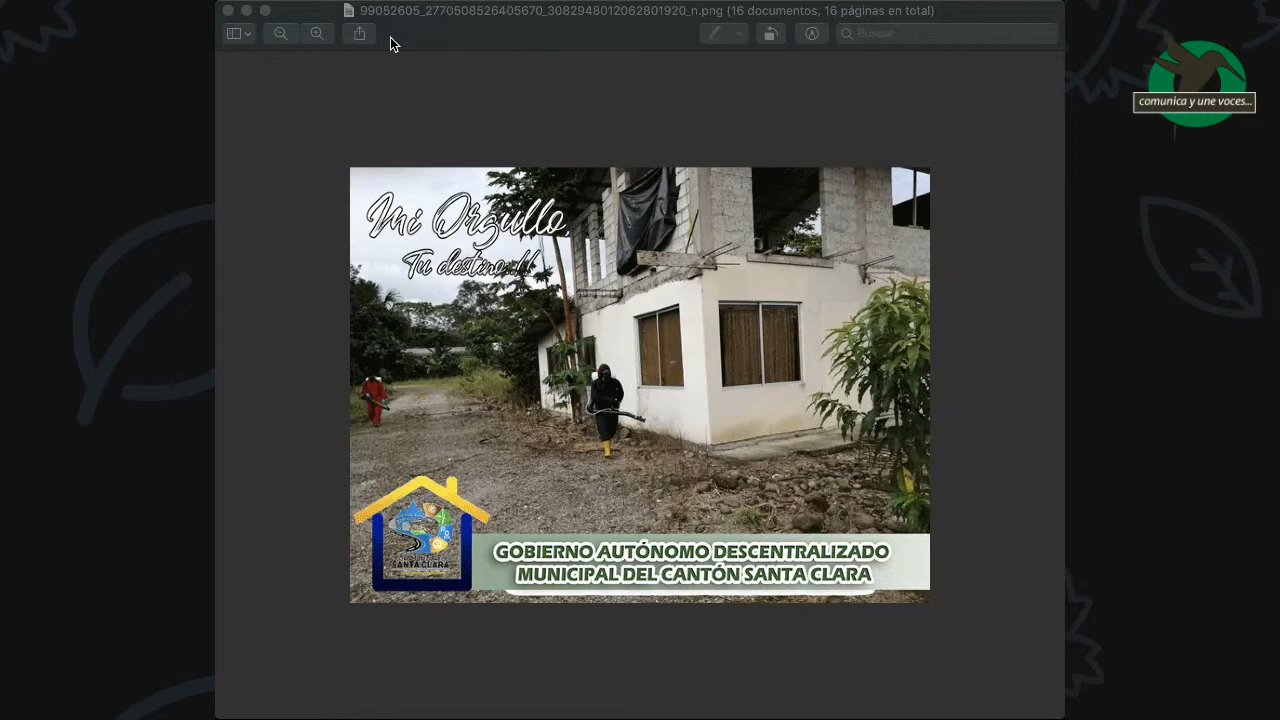 99052605_2770508526405670_3082948012062801920_n.png (16 documentos, 16 páginas en total)
Buscar
comunica y une voces...
Mi Orgullo,
Tu destino..!!
SANTA CLARA
GOBIERNO AUTÓNOMO DESCENTRALIZADO
MUNICIPAL DEL CANTÓN SANTA CLARA